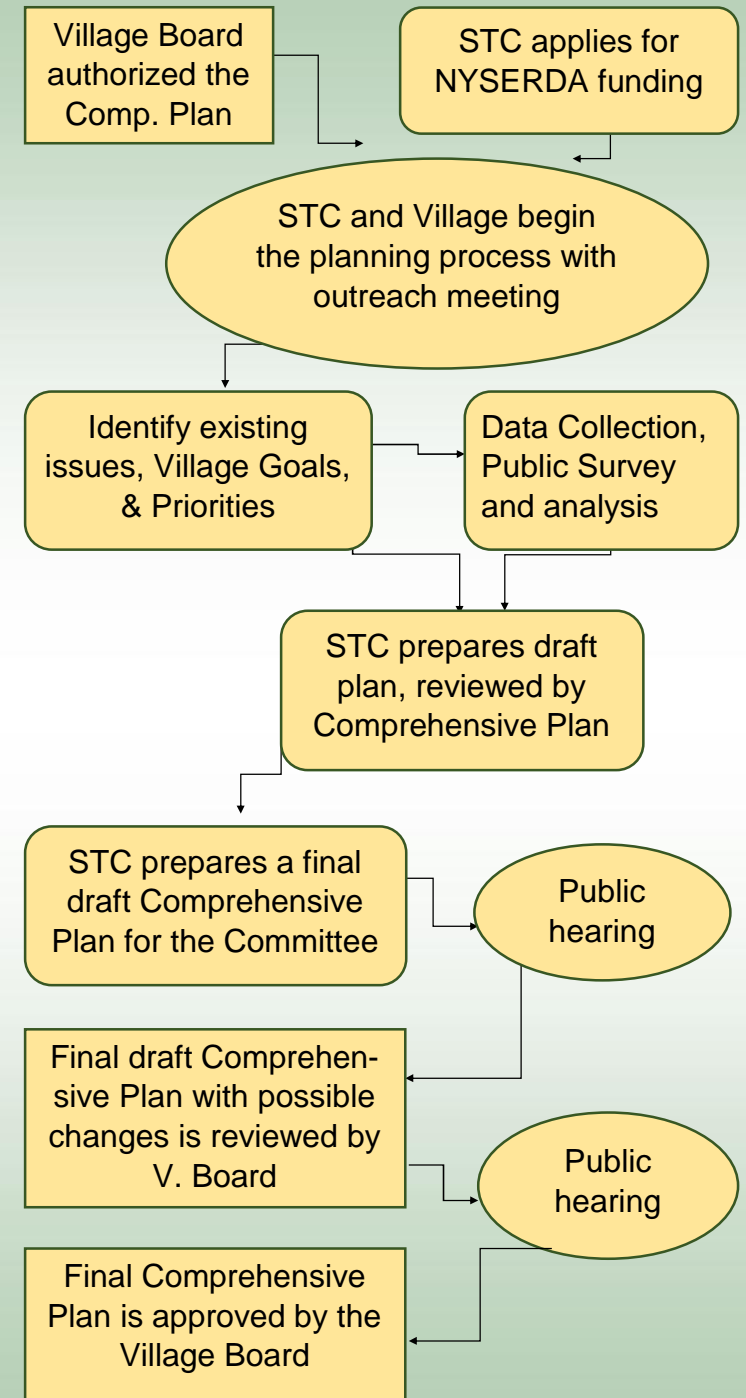 Village Board
authorized the
Comp. Plan
STC applies for
NYSERDA funding
STC and Village begin
the planning process with
outreach meeting
Identify existing
issues, Village Goals,
& Priorities
Data Collection,
Public Survey
and analysis
STC prepares draft
plan, reviewed by
Comprehensive Plan
STC prepares a final
draft Comprehensive
Plan for the Committee
Public
hearing
Final draft Comprehen-
sive Plan with possible
changes is reviewed by
V. Board
Public
hearing
Final Comprehensive
Plan is approved by the
Village Board